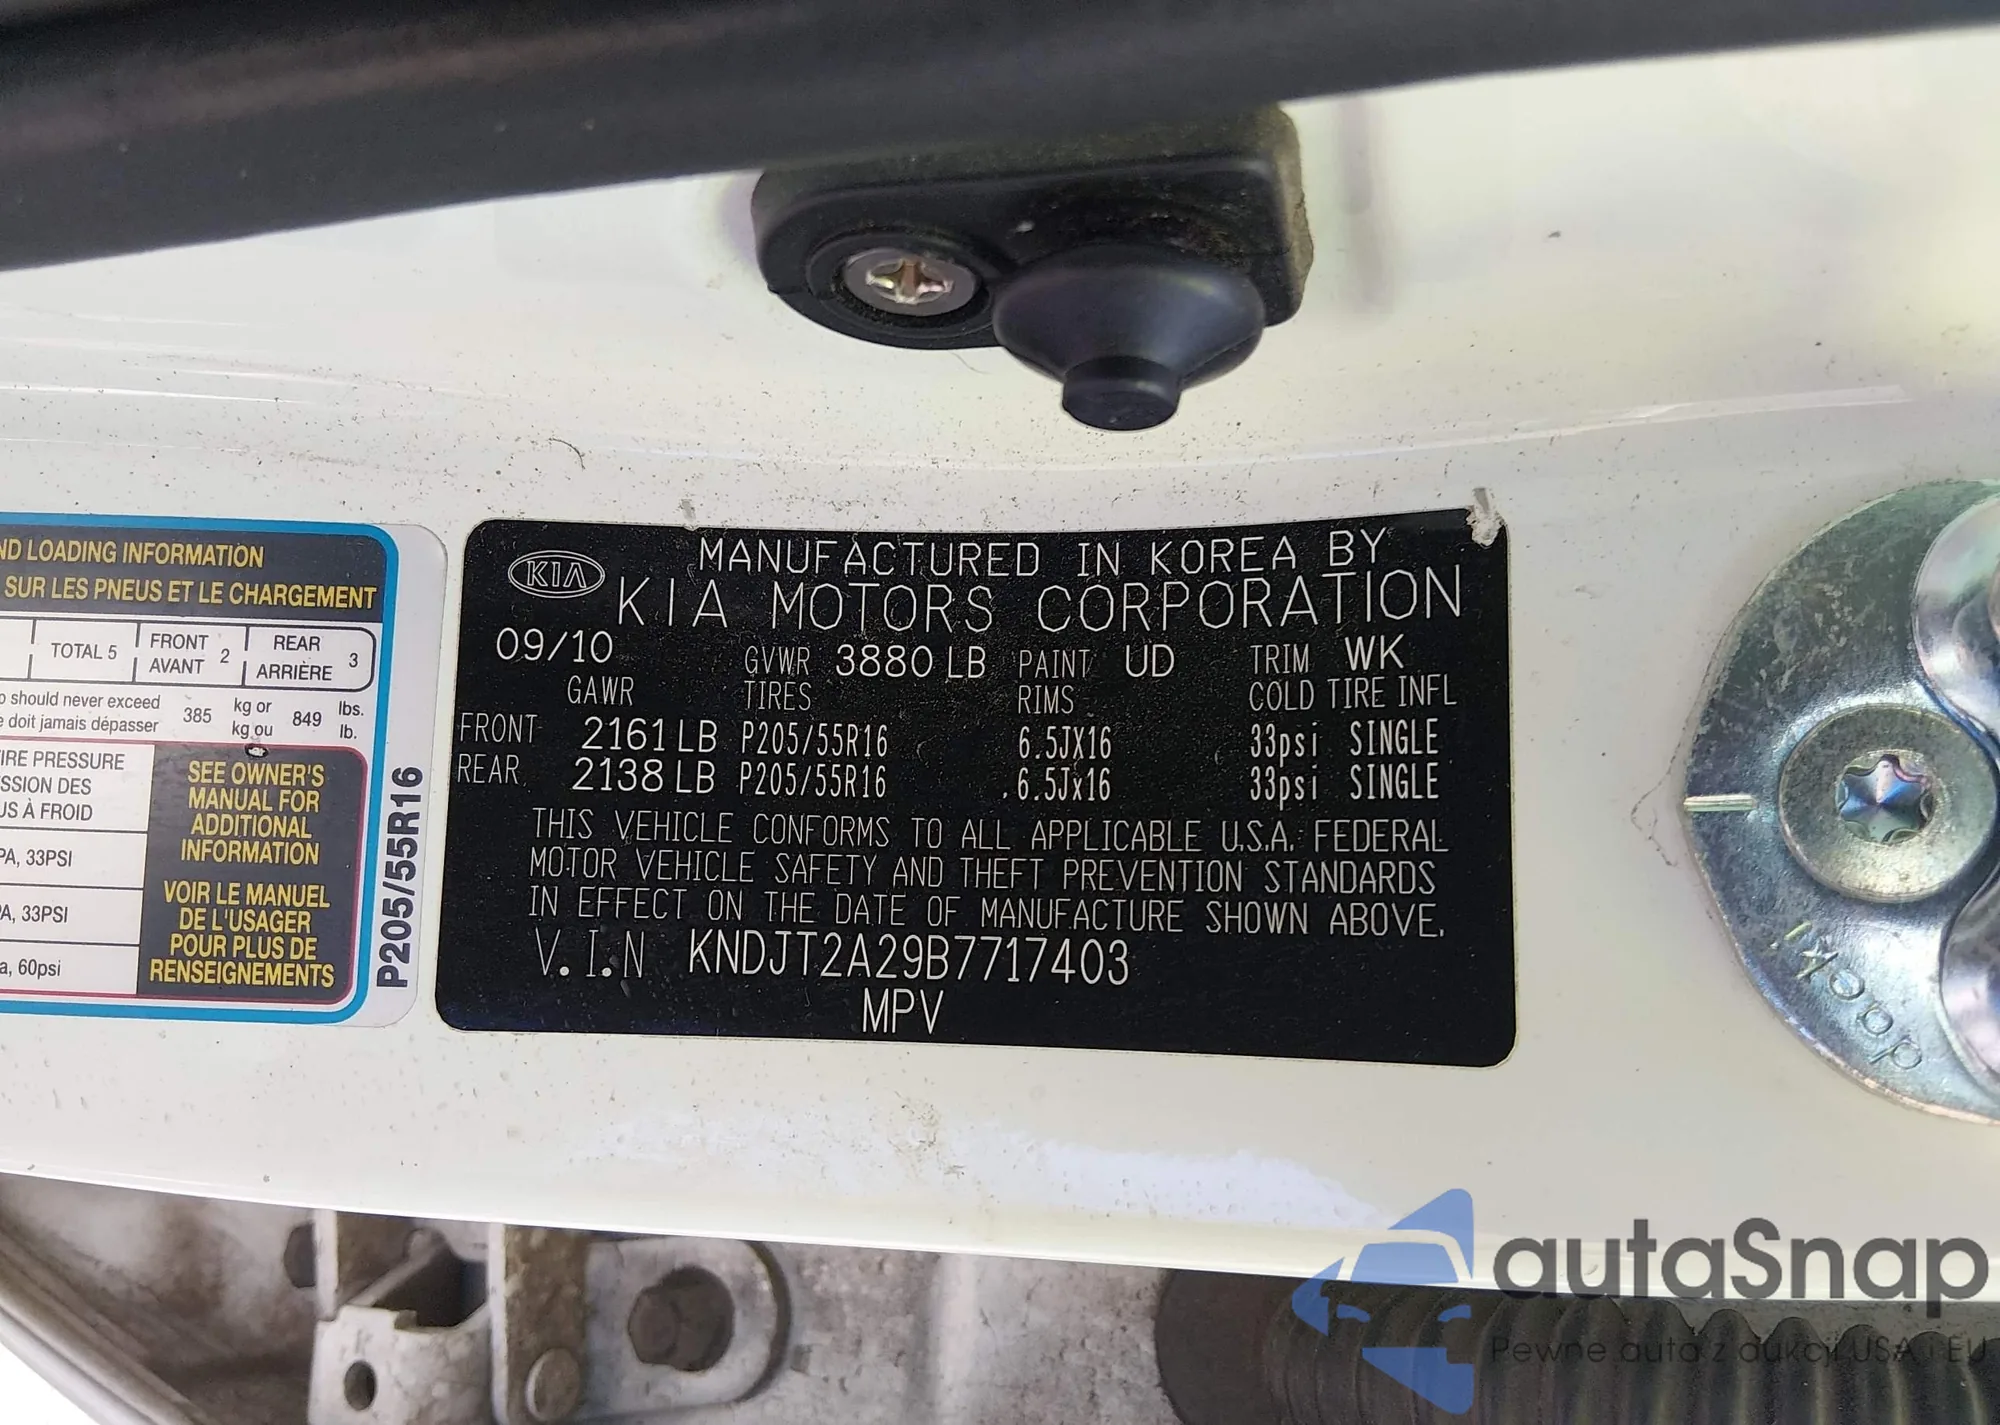 ND LOADING INFORMATION
SUR LES PNEUS ET LE CHARGEMENT
TOTAL 5
FRONT
AVANT
2
REAR
ARRIÈRE
3
should never exceed
doit jamais dépasser
385
kg or
kg ou
849
lbs.
lb.
IRE PRESSURE
SSION DES
US À FROID
PA, 33PSI
PA, 33PSI
a, 60psi
SEE OWNER'S
MANUAL FOR
ADDITIONAL
INFORMATION
VOIR LE MANUEL
DE L'USAGER
POUR PLUS DE
RENSEIGNEMENTS
P205/55R16
KIA
MANUFACTURED IN KOREA BY
KIA MOTORS CORPORATION
09/10 GVWR 3880 LB PAINT UD TRIM WK
GAWR TIRES RIMS COLD TIRE INFL
FRONT 2161 LB P205/55R16 6.5JX16 33psi SINGLE
REAR 2138 LB P205/55R16 6.5Jx16 33psi SINGLE
THIS VEHICLE CONFORMS TO ALL APPLICABLE U.S.A. FEDERAL
MOTOR VEHICLE SAFETY AND THEFT PREVENTION STANDARDS
IN EFFECT ON THE DATE OF MANUFACTURE SHOWN ABOVE.
V.I.N KNDJT2A29B7717403
MPV
autaSnap
Pewne auta z aukcji USA i EU